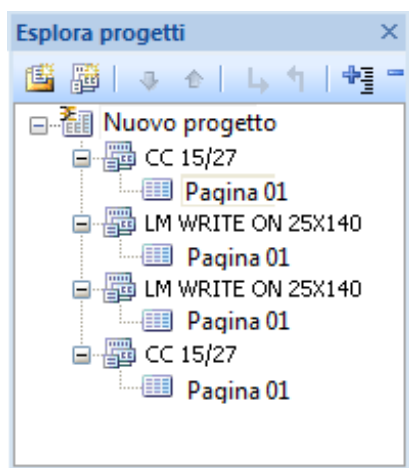 Esplora progetti
Nuovo progetto
CC 15/27
Pagina 01
LM WRITE ON 25X140
Pagina 01
LM WRITE ON 25X140
Pagina 01
CC 15/27
Pagina 01